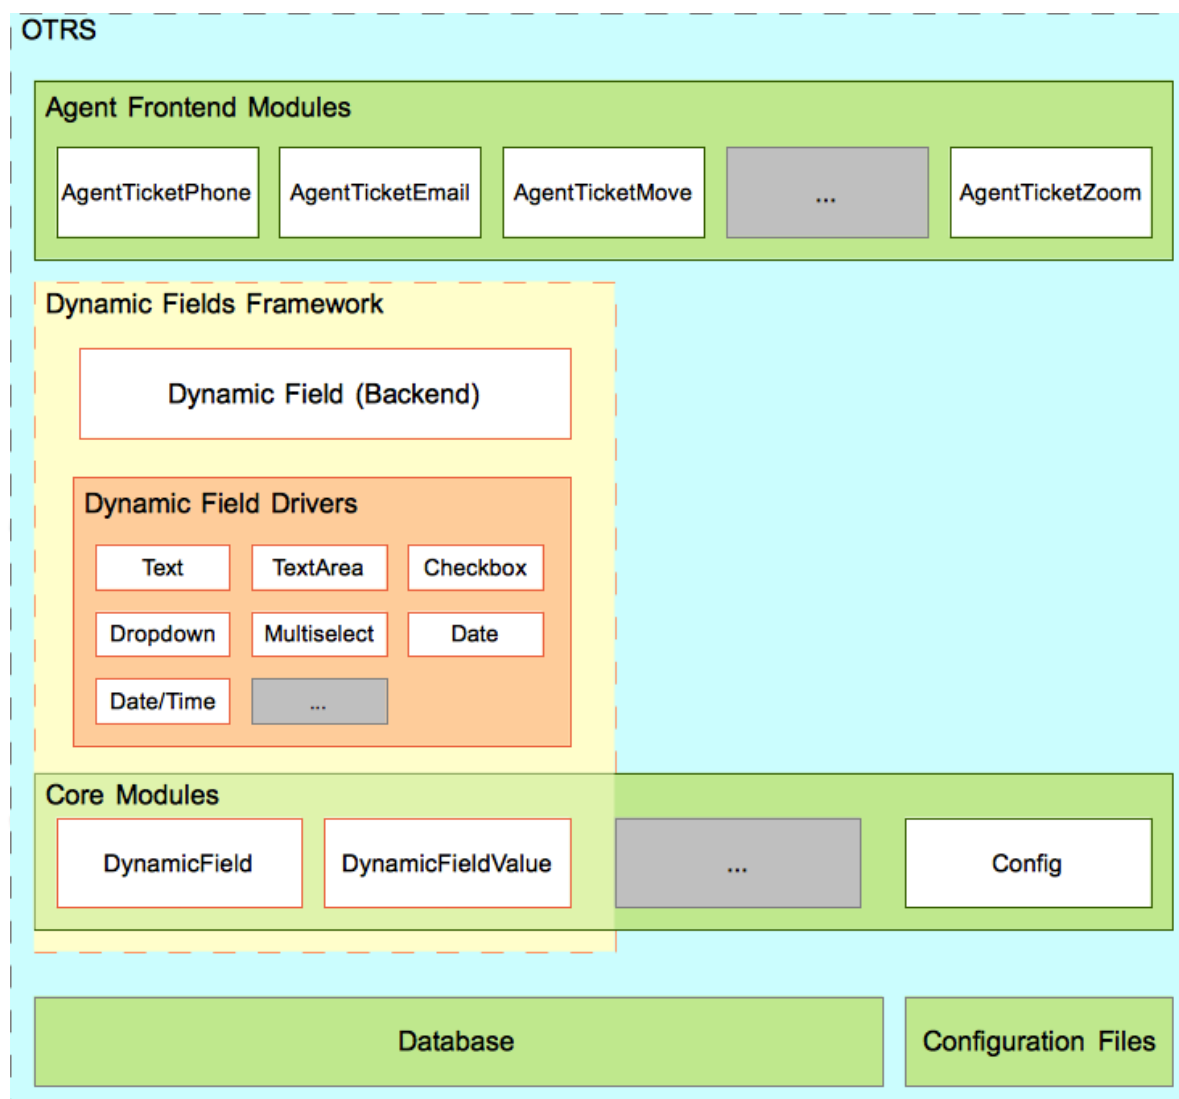 OTRS
Agent Frontend Modules
AgentTicketPhone AgentTicketEmail AgentTicketMove ... AgentTicketZoom
Dynamic Fields Framework
Dynamic Field (Backend)
Dynamic Field Drivers
Text TextArea Checkbox
Dropdown Multiselect Date
Date/Time ...
Core Modules
DynamicField DynamicFieldValue ... Config
Database Configuration Files